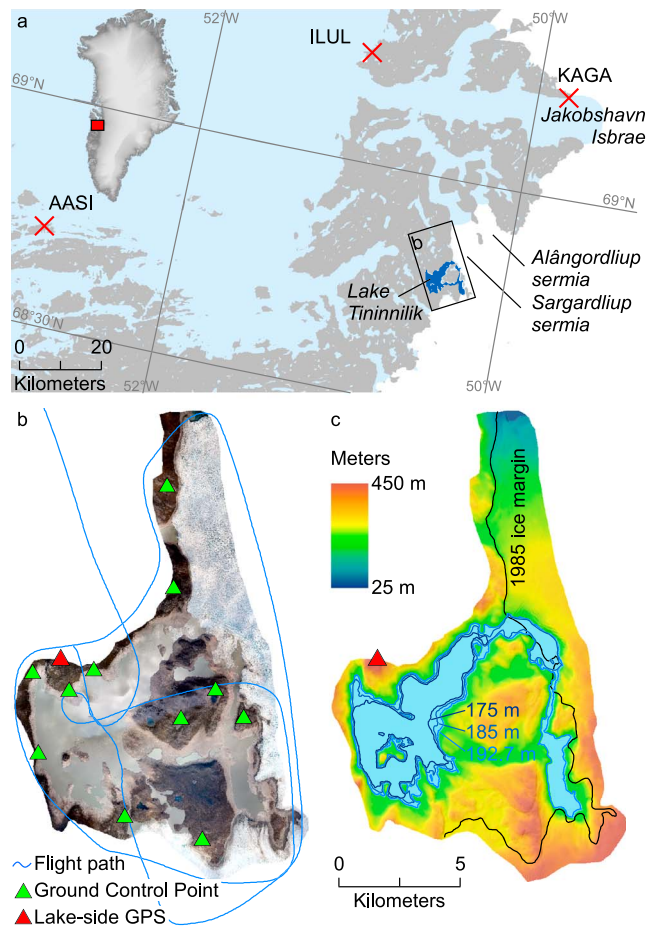 a
52°W
50°W
ILUL
KAGA
69°N
Jakobshavn
Isbrae
69°N
AASI
b
Alângordliup
sermia
Lake
Tininnilik
Sargardliup
sermia
68°30'N
0 20
Kilometers
52°W
50°W
b
c
Meters
450 m
25 m
1985 ice margin
175 m
185 m
192.7 m
Flight path
Ground Control Point
Lake-side GPS
0 5
Kilometers